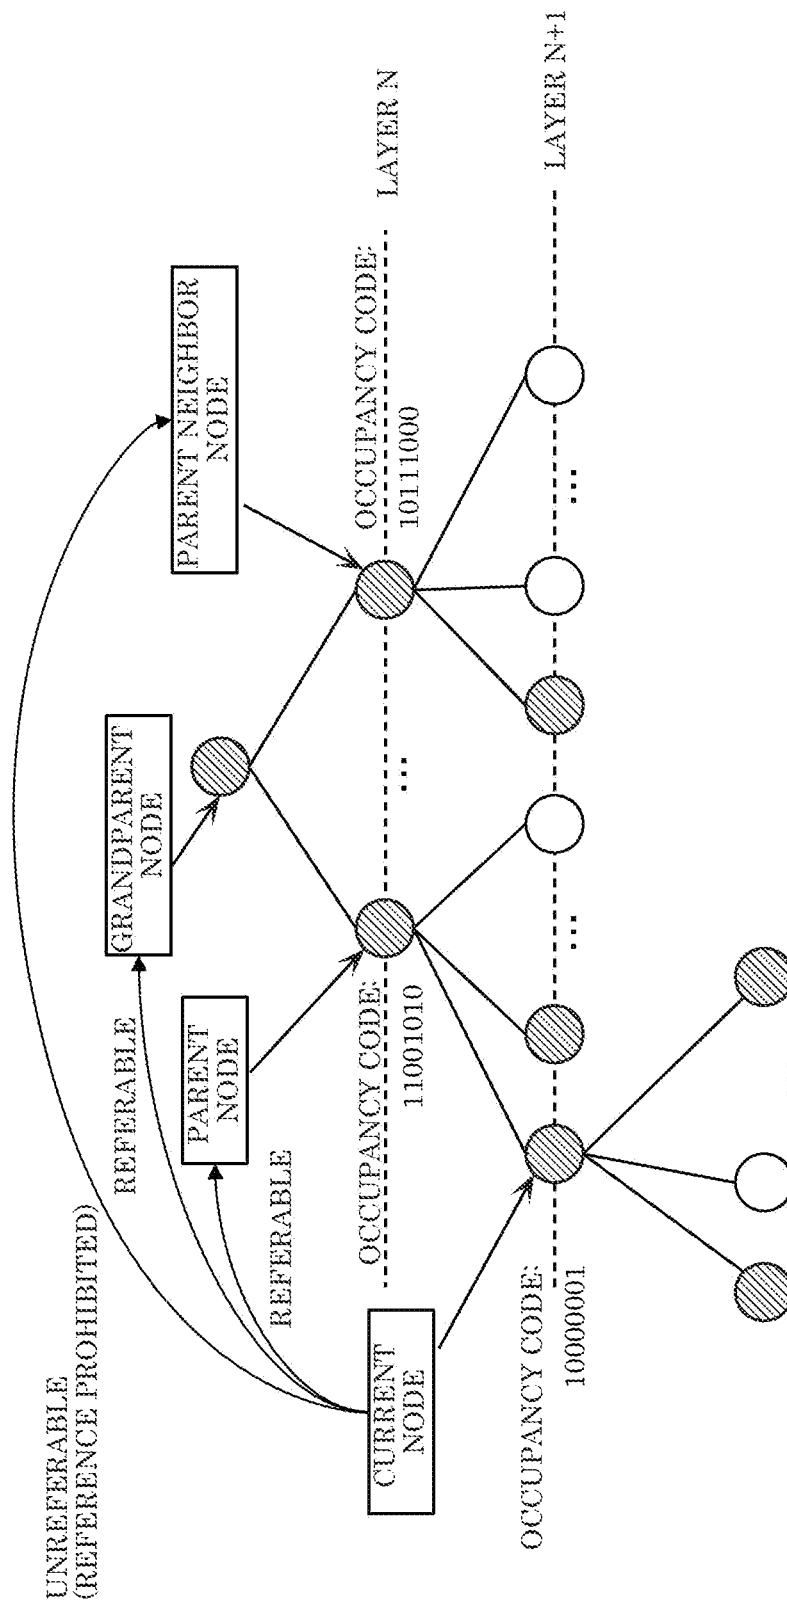 UNREFERABLE
(REFERENCE PROHIBITED)
REFERABLE
GRANDPARENT
NODE
PARENT NEIGHBOR
NODE
PARENT
NODE
REFERABLE
CURRENT
NODE
OCCUPANCY CODE:
11001010
...
OCCUPANCY CODE:
10111000
LAYER N
OCCUPANCY CODE:
10000001
...
...
LAYER N+1